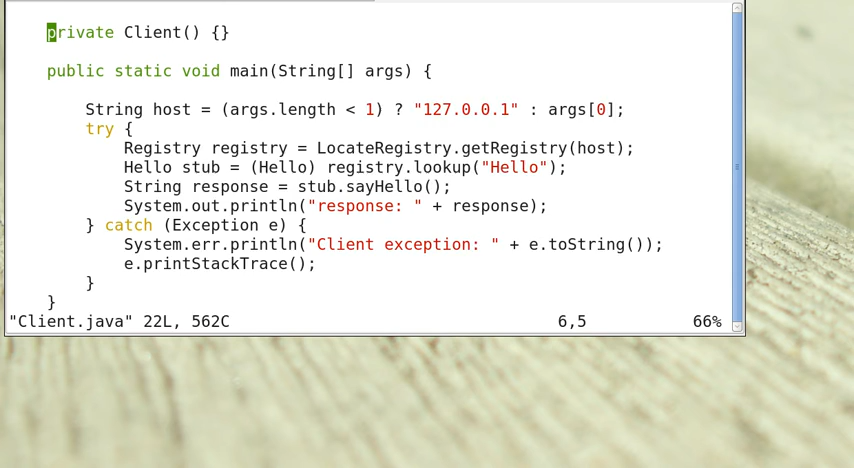 private Client() {}
public static void main(String[] args) {
String host = (args.length < 1) ? "127.0.0.1" : args[0];
try {
Registry registry = LocateRegistry.getRegistry(host);
Hello stub = (Hello) registry.lookup("Hello");
String response = stub.sayHello();
System.out.println("response: " + response);
} catch (Exception e) {
System.err.println("Client exception: " + e.toString());
e.printStackTrace();
}
}
"Client.java" 22L, 562C 6,5 66%